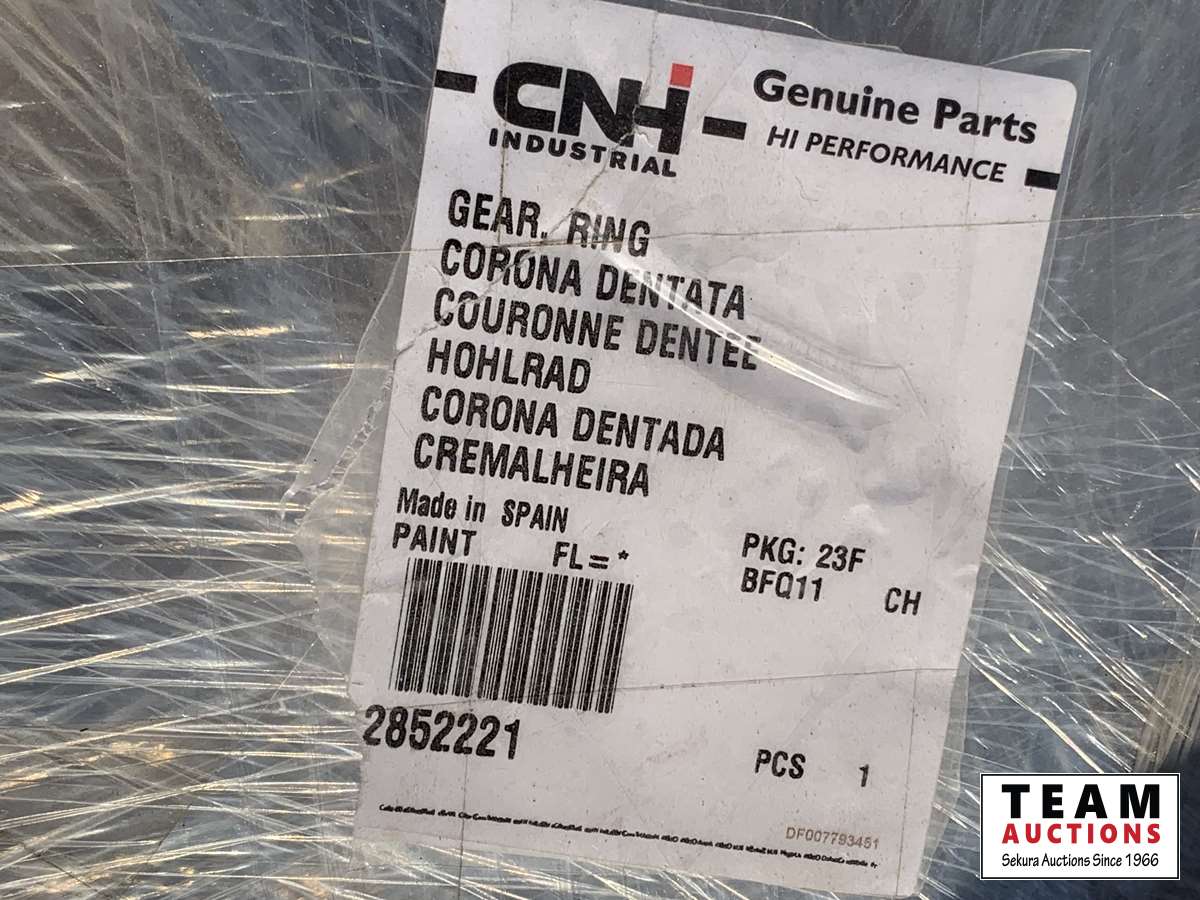 CNH
INDUSTRIAL
Genuine Parts
HI PERFORMANCE
GEAR. RING
CORONA DENTATA
COURONNE DENTEE
HOHLRAD
CORONA DENTADA
CREMALHEIRA
Made in SPAIN
PAINT FL=*
PKG: 23F
BFQ11 CH
2852221
PCS 1
DF007793451
TEAM
AUCTIONS
Sekura Auctions Since 1966